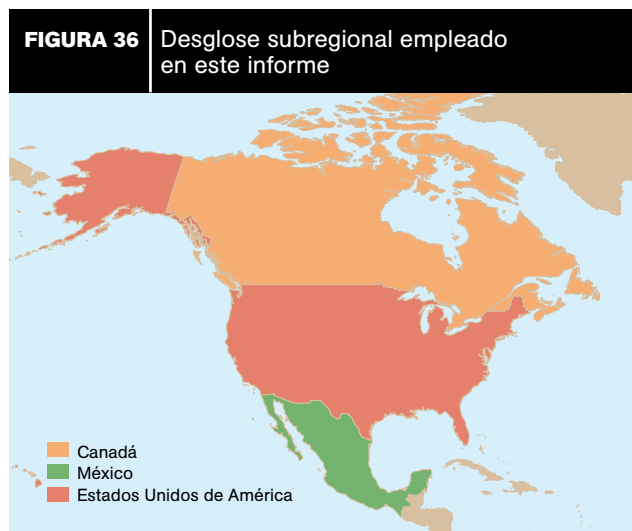 FIGURA 36
Desglose subregional empleado
en este informe
Canadá
México
Estados Unidos de América